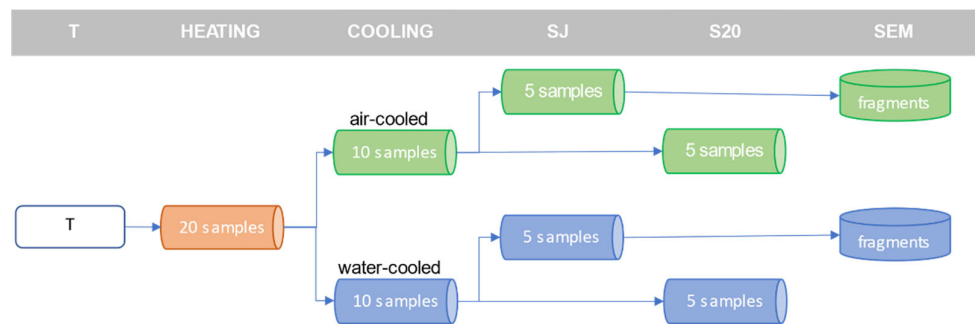 T HEATING COOLING SJ S20 SEM
5 samples
fragments
air-cooled
10 samples
5 samples
T
20 samples
5 samples
fragments
water-cooled
10 samples
5 samples